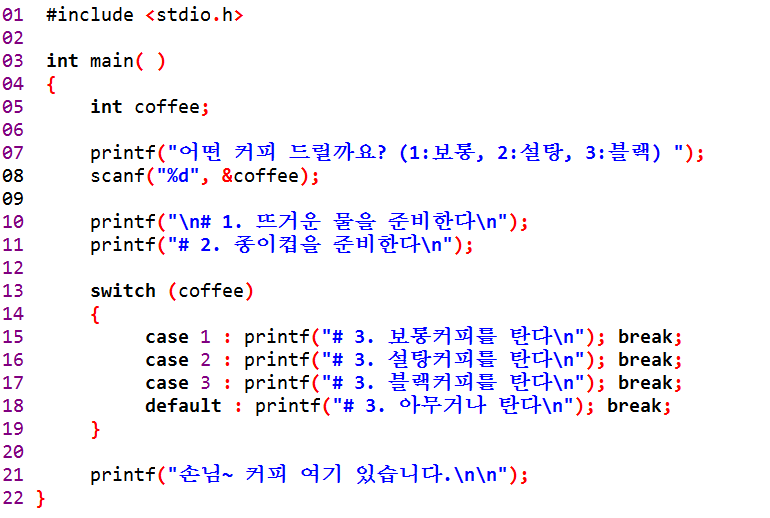 01 #include <stdio.h>
02
03 int main( )
04 {
05 int coffee;
06
07 printf("어떤 커피 드릴까요? (1:보통, 2:설탕, 3:블랙) ");
08 scanf("%d", &coffee);
09
10 printf("\n# 1. 뜨거운 물을 준비한다\n");
11 printf("# 2. 종이컵을 준비한다\n");
12
13 switch (coffee)
14 {
15 case 1 : printf("# 3. 보통커피를 탄다\n"); break;
16 case 2 : printf("# 3. 설탕커피를 탄다\n"); break;
17 case 3 : printf("# 3. 블랙커피를 탄다\n"); break;
18 default : printf("# 3. 아무거나 탄다\n"); break;
19 }
20
21 printf("손님~ 커피 여기 있습니다.\n\n");
22 }